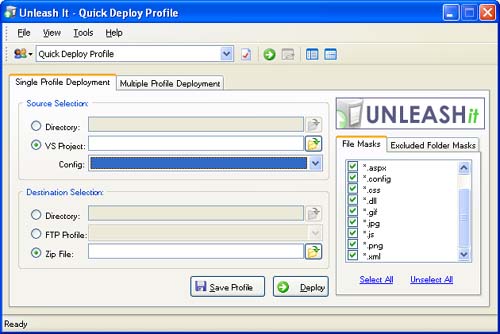 Unleash It - Quick Deploy Profile
File View Tools Help
Quick Deploy Profile
Single Profile Deployment Multiple Profile Deployment
Source Selection:
Directory:
VS Project:
Config:
Destination Selection:
Directory:
FTP Profile:
Zip File:
Save Profile Deploy
UNLEASHit
File Masks Excluded Folder Masks
*.aspx
*.config
*.css
*.dll
*.gif
*.jpg
*.js
*.png
*.xml
Select All Unselect All
Ready